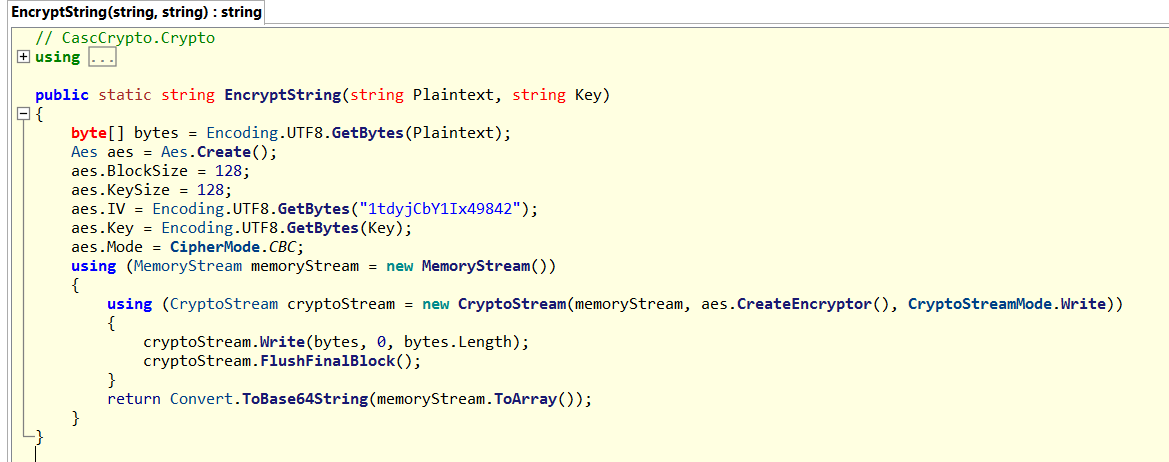 EncryptString(string, string) : string
// CascCrypto.Crypto
using ...
public static string EncryptString(string Plaintext, string Key)
{
byte[] bytes = Encoding.UTF8.GetBytes(Plaintext);
Aes aes = Aes.Create();
aes.BlockSize = 128;
aes.KeySize = 128;
aes.IV = Encoding.UTF8.GetBytes("1tdyjCbY1Ix49842");
aes.Key = Encoding.UTF8.GetBytes(Key);
aes.Mode = CipherMode.CBC;
using (MemoryStream memoryStream = new MemoryStream())
{
using (CryptoStream cryptoStream = new CryptoStream(memoryStream, aes.CreateEncryptor(), CryptoStreamMode.Write))
{
cryptoStream.Write(bytes, 0, bytes.Length);
cryptoStream.FlushFinalBlock();
}
return Convert.ToBase64String(memoryStream.ToArray());
}
}